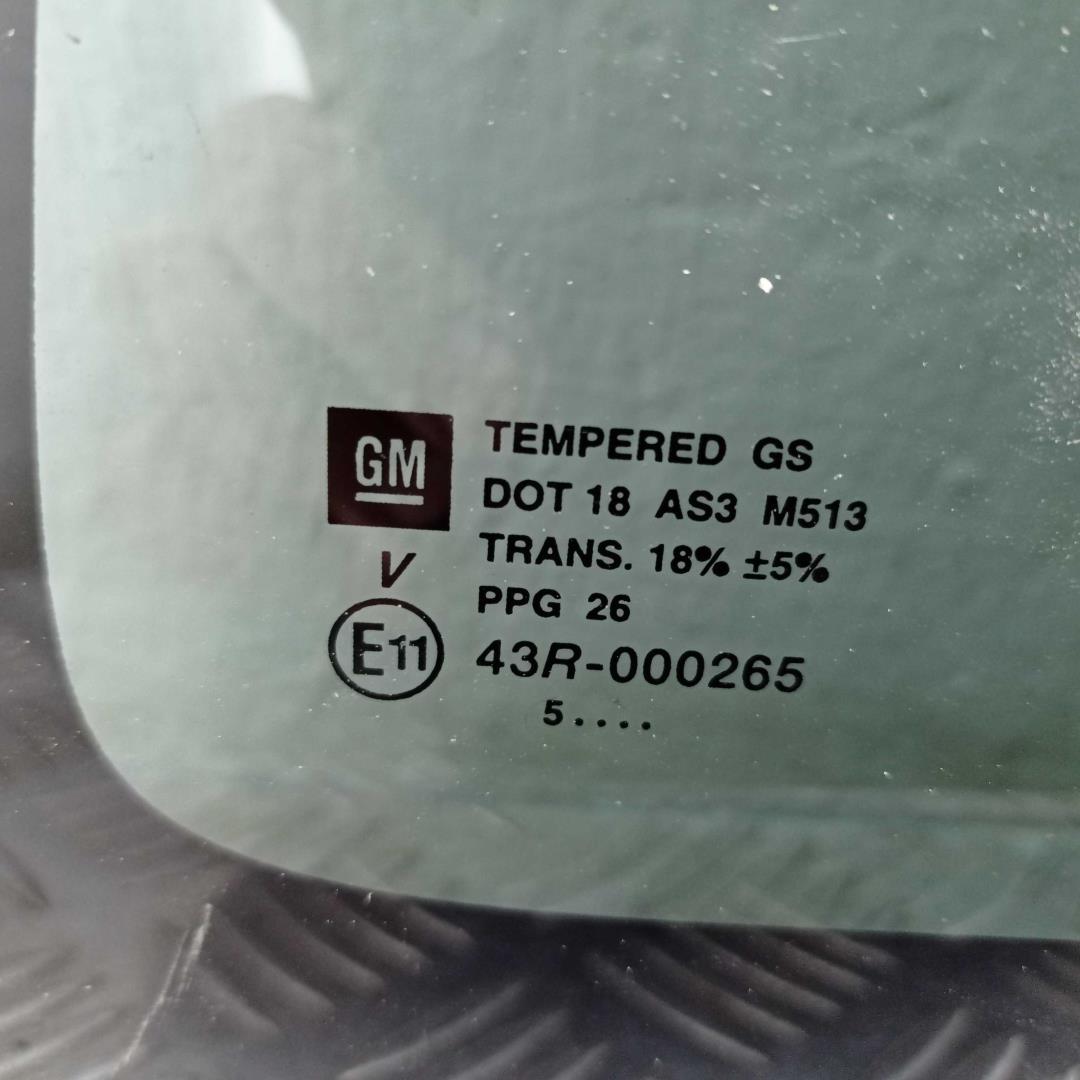 GM
TEMPERED GS
DOT 18 AS3 M513
TRANS. 18% ±5%
V
PPG 26
E11
43R-000265
5....